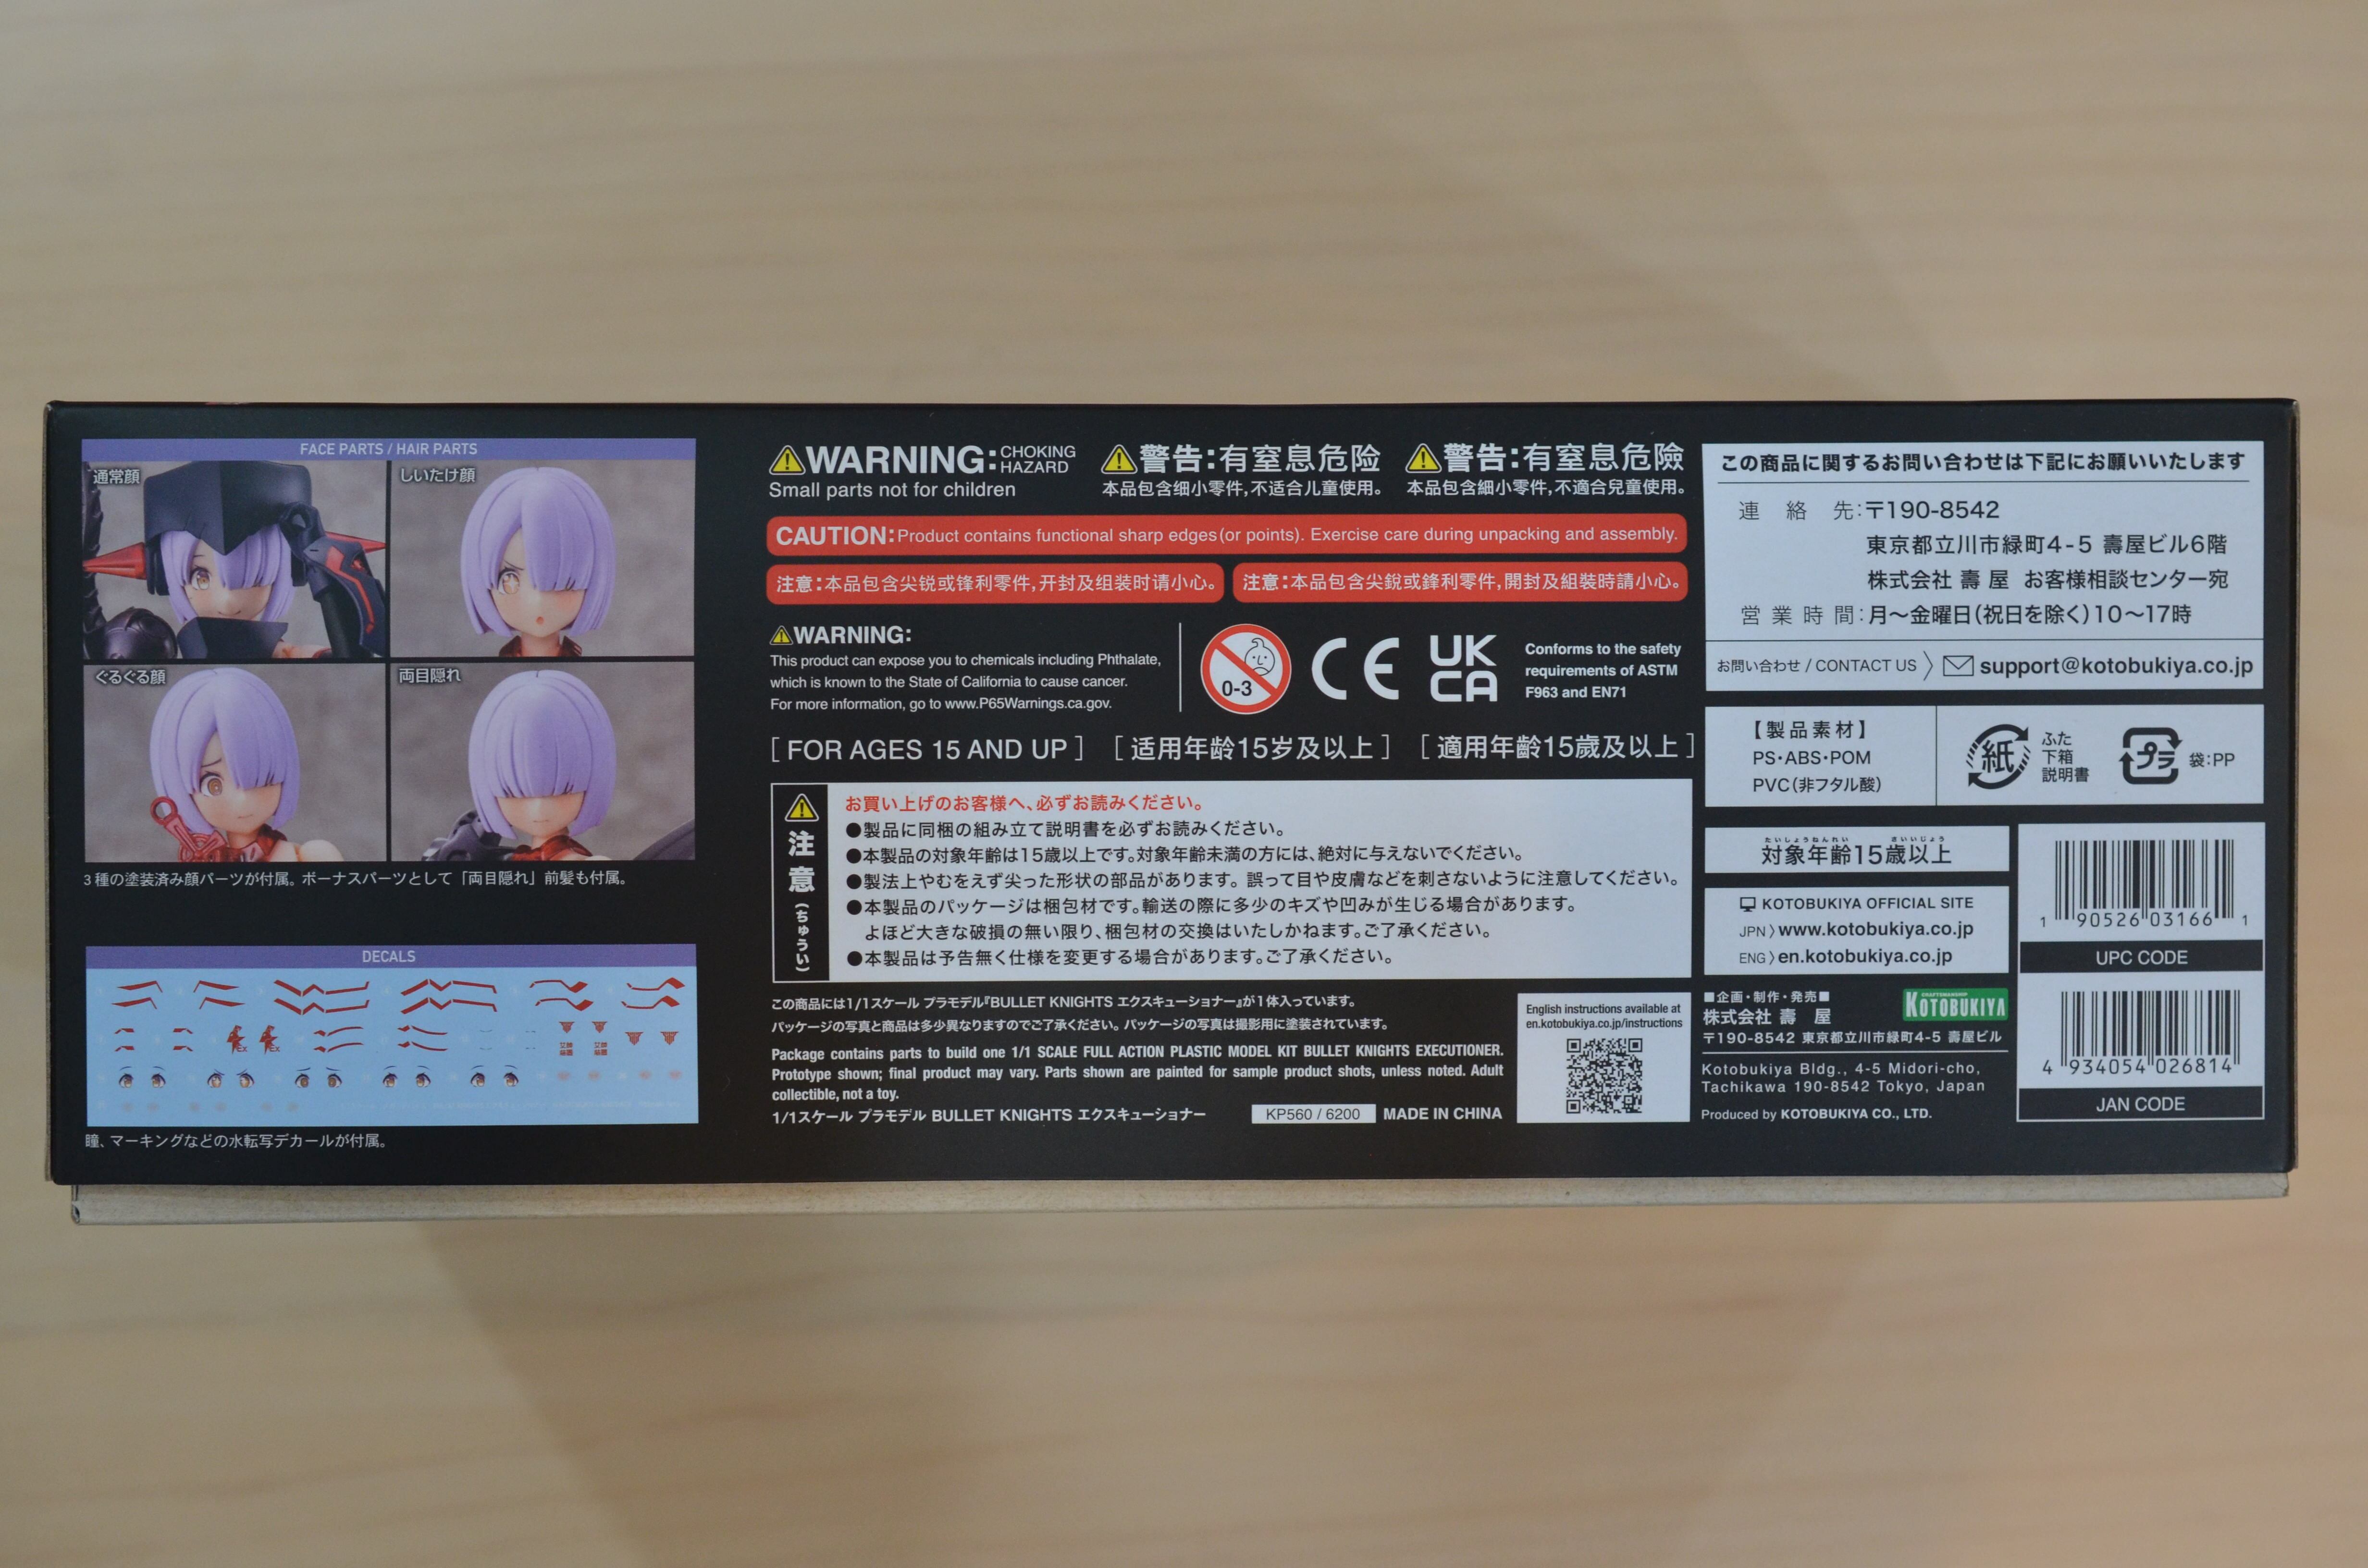 FACE PARTS / HAIR PARTS
通常顔
しいたけ顔
ぐるぐる顔
両目隠れ
3種の塗装済み顔パーツが付属。ボーナスパーツとして「両目隠れ」前髪も付属。
DECALS
瞳、マーキングなどの水転写デカールが付属。
WARNING: CHOKING HAZARD
Small parts not for children
警告:有窒息危险
本品包含细小零件,不适合儿童使用。
警告:有窒息危險
本品包含細小零件,不適合兒童使用。
CAUTION: Product contains functional sharp edges(or points). Exercise care during unpacking and assembly.
注意:本品包含尖锐或锋利零件,开封及组装时请小心。
注意:本品包含尖銳或鋒利零件,開封及組裝時請小心。
WARNING:
This product can expose you to chemicals including Phthalate,
which is known to the State of California to cause cancer.
For more information, go to www.P65Warnings.ca.gov.
0-3
CE
UK
CA
Conforms to the safety
requirements of ASTM
F963 and EN71
[ FOR AGES 15 AND UP ] [ 适用年龄15岁及以上 ] [ 適用年齡15歲及以上 ]
注意(ちゅうい)
お買い上げのお客様へ、必ずお読みください。
●製品に同梱の組み立て説明書を必ずお読みください。
●本製品の対象年齢は15歳以上です。対象年齢未満の方には、絶対に与えないでください。
●製法上やむをえず尖った形状の部品があります。誤って目や皮膚などを刺さないように注意してください。
●本製品のパッケージは梱包材です。輸送の際に多少のキズや凹みが生じる場合があります。
よほど大きな破損の無い限り、梱包材の交換はいたしかねます。ご了承ください。
●本製品は予告無く仕様を変更する場合があります。ご了承ください。
この商品には1/1スケール プラモデル『BULLET KNIGHTS エクスキューショナー』が1体入っています。
パッケージの写真と商品は多少異なりますのでご了承ください。パッケージの写真は撮影用に塗装されています。
Package contains parts to build one 1/1 SCALE FULL ACTION PLASTIC MODEL KIT BULLET KNIGHTS EXECUTIONER.
Prototype shown; final product may vary. Parts shown are painted for sample product shots, unless noted. Adult
collectible, not a toy.
1/1スケール プラモデル BULLET KNIGHTS エクスキューショナー
KP560 / 6200
MADE IN CHINA
English instructions available at
en.kotobukiya.co.jp/instructions
この商品に関するお問い合わせは下記にお願いいたします
連絡先:〒190-8542
東京都立川市緑町4-5 壽屋ビル6階
株式会社 壽屋 お客様相談センター宛
営業時間:月〜金曜日(祝日を除く)10〜17時
お問い合わせ / CONTACT US 〉 support@kotobukiya.co.jp
【製品素材】
PS・ABS・POM
PVC(非フタル酸)
紙
ふた
下箱
説明書
プラ
袋:PP
たいしょうねんれい さいいじょう
対象年齢15歳以上
KOTOBUKIYA OFFICIAL SITE
JPN 〉 www.kotobukiya.co.jp
ENG 〉 en.kotobukiya.co.jp
■企画・制作・発売■
株式会社 壽 屋
CRAFTSMANSHIP
KOTOBUKIYA
〒190-8542 東京都立川市緑町4-5 壽屋ビル
Kotobukiya Bldg., 4-5 Midori-cho,
Tachikawa 190-8542 Tokyo, Japan
Produced by KOTOBUKIYA CO., LTD.
1 90526 03166 1
UPC CODE
4 934054 026814
JAN CODE